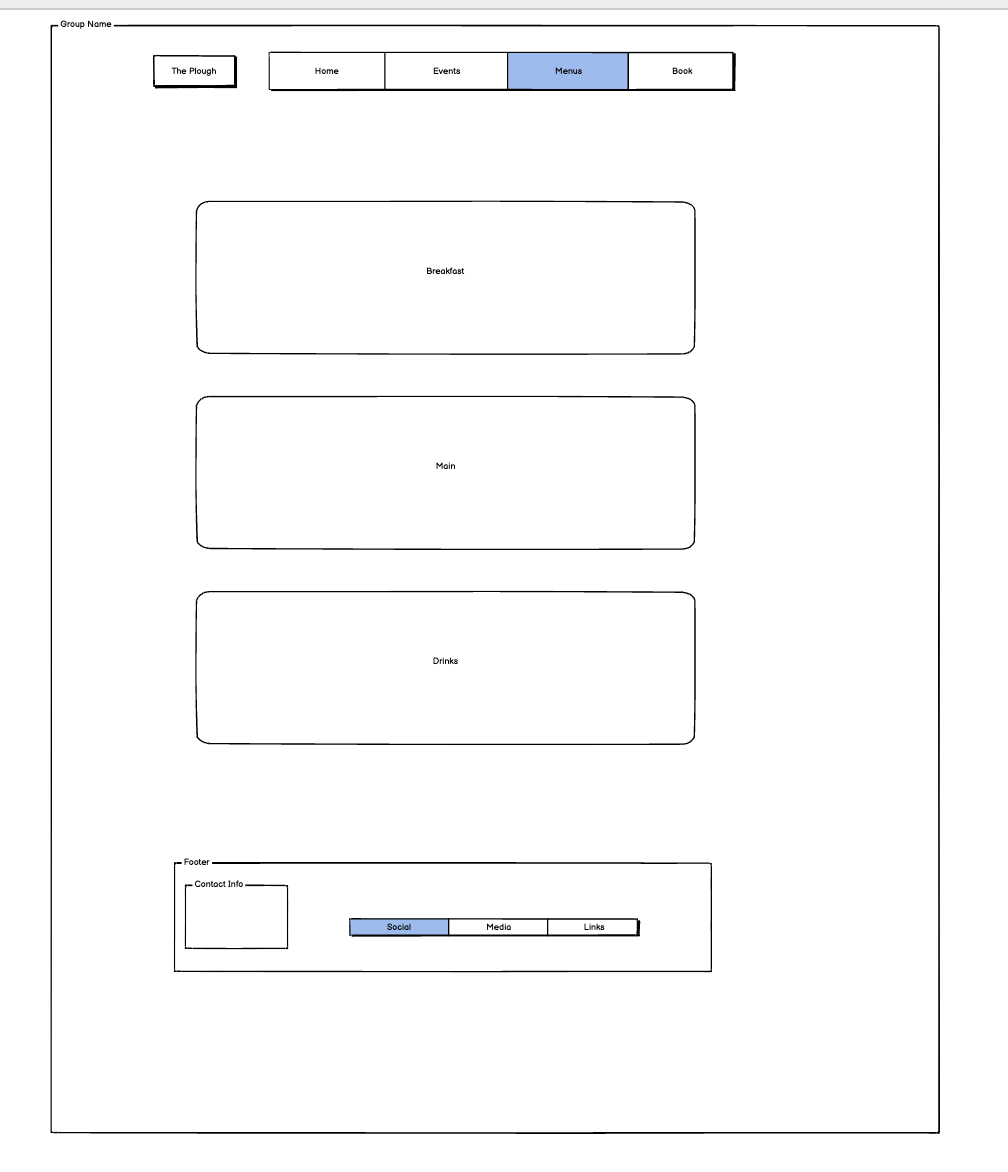 Group Name
The Plough
Home Events Menus Book
Breakfast
Main
Drinks
Footer
Contact Info
Social Media Links